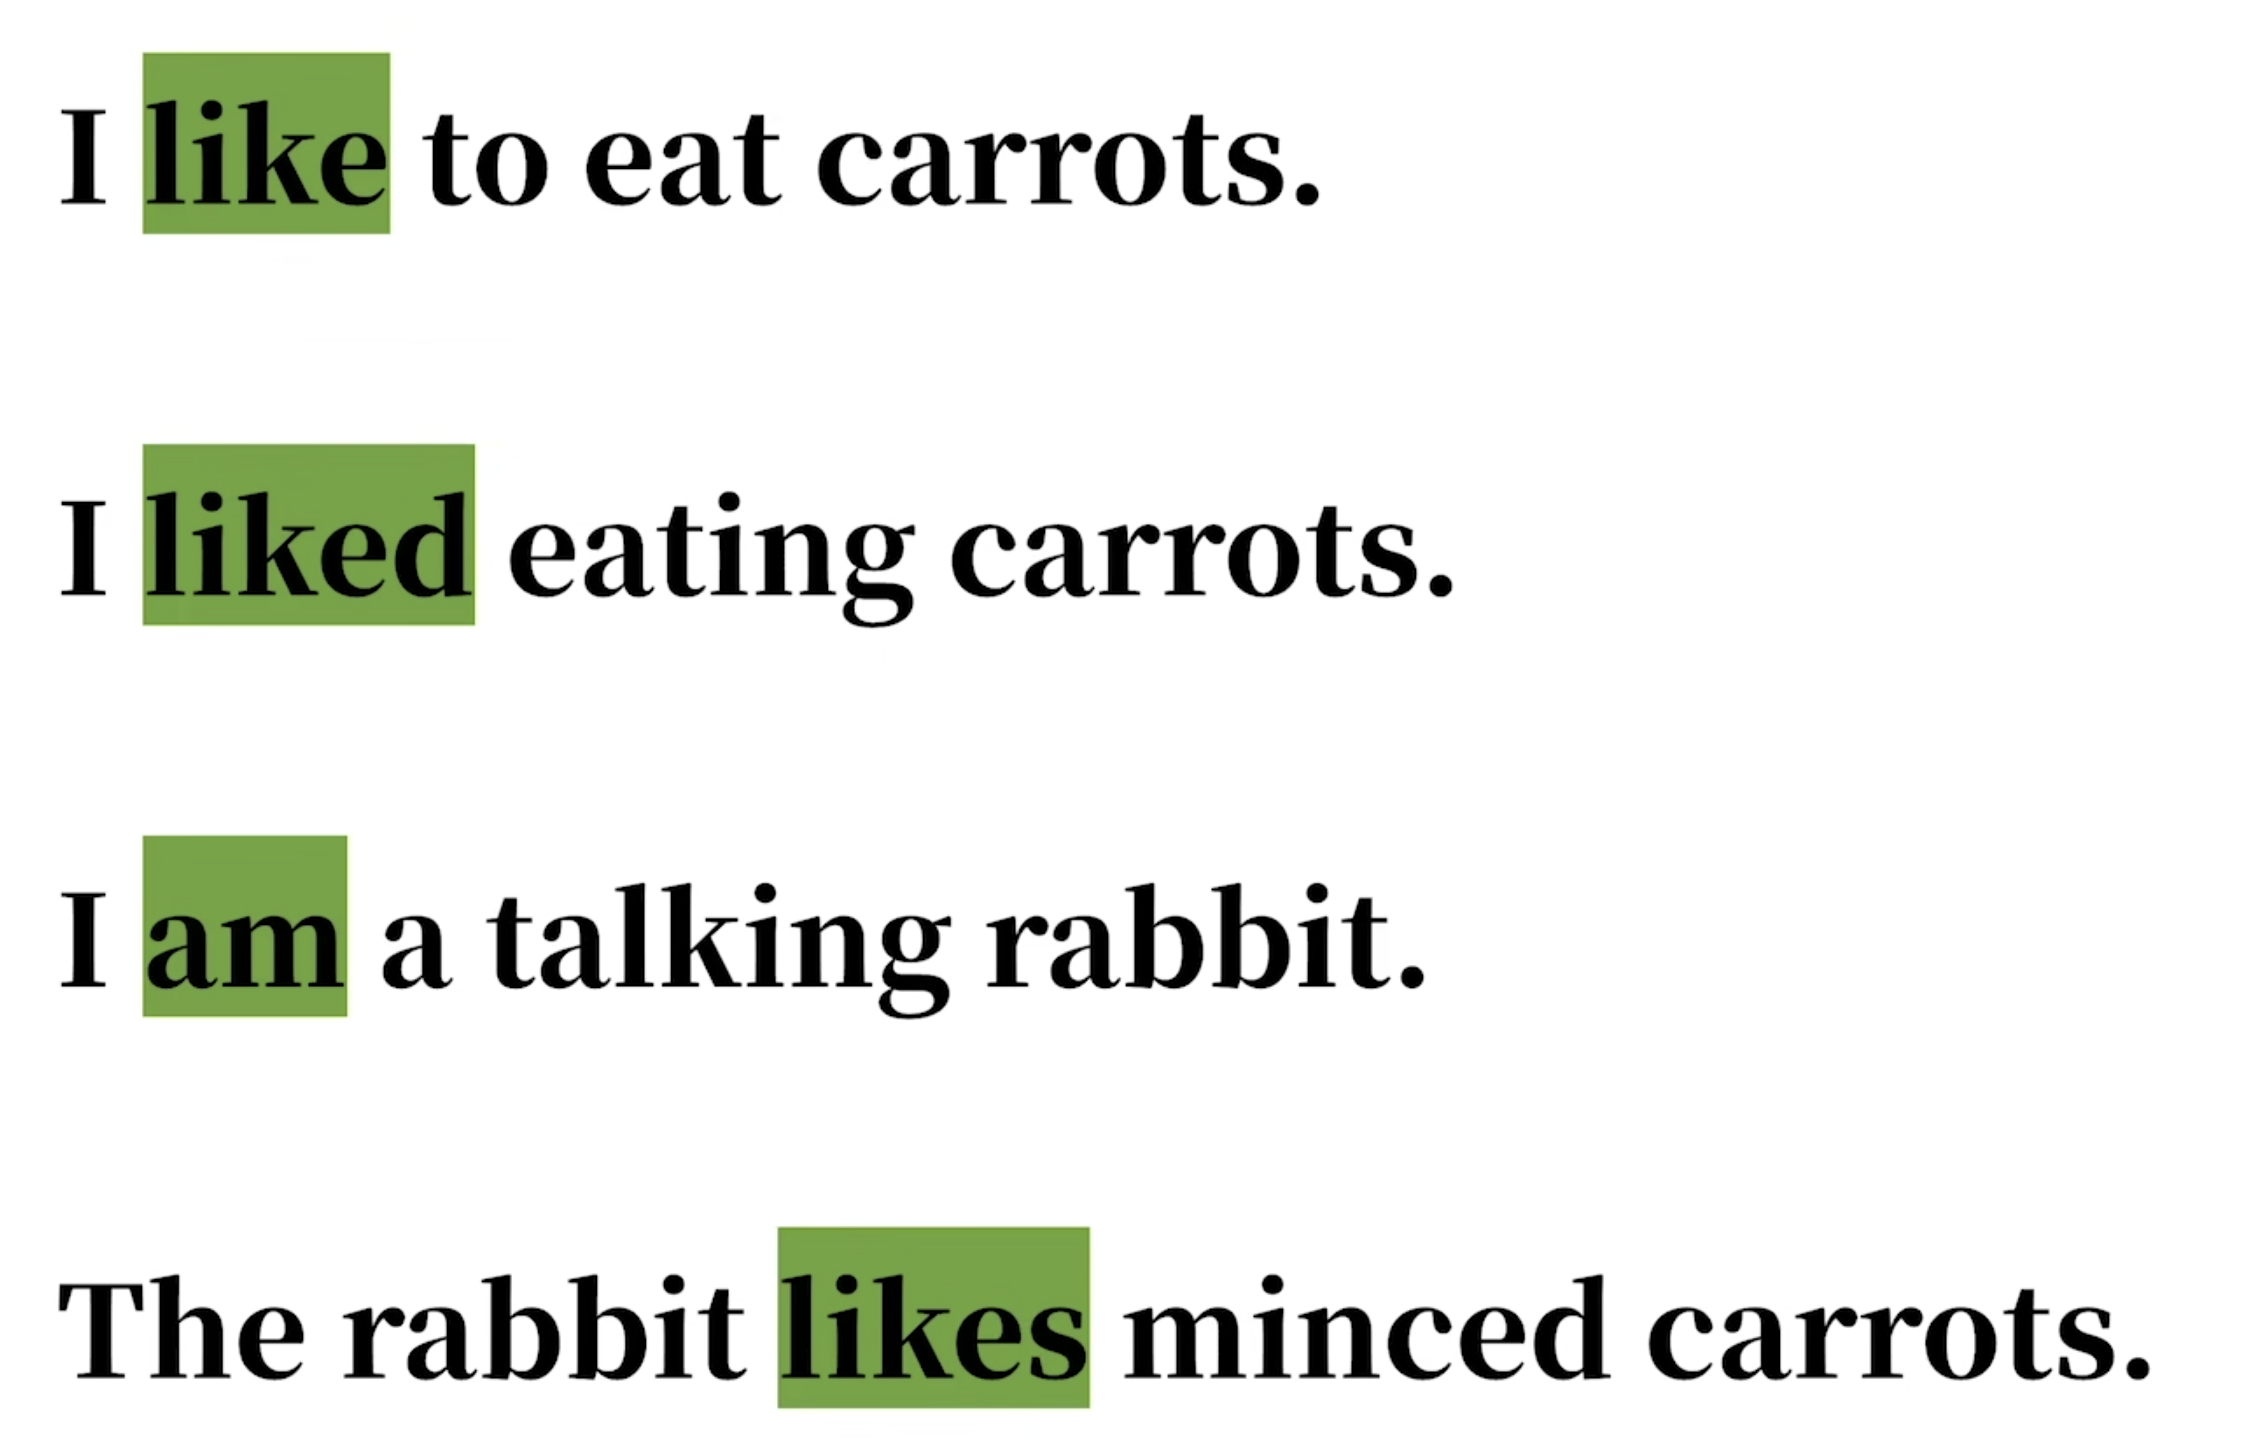 I like to eat carrots.
I liked eating carrots.
I am a talking rabbit.
The rabbit likes minced carrots.